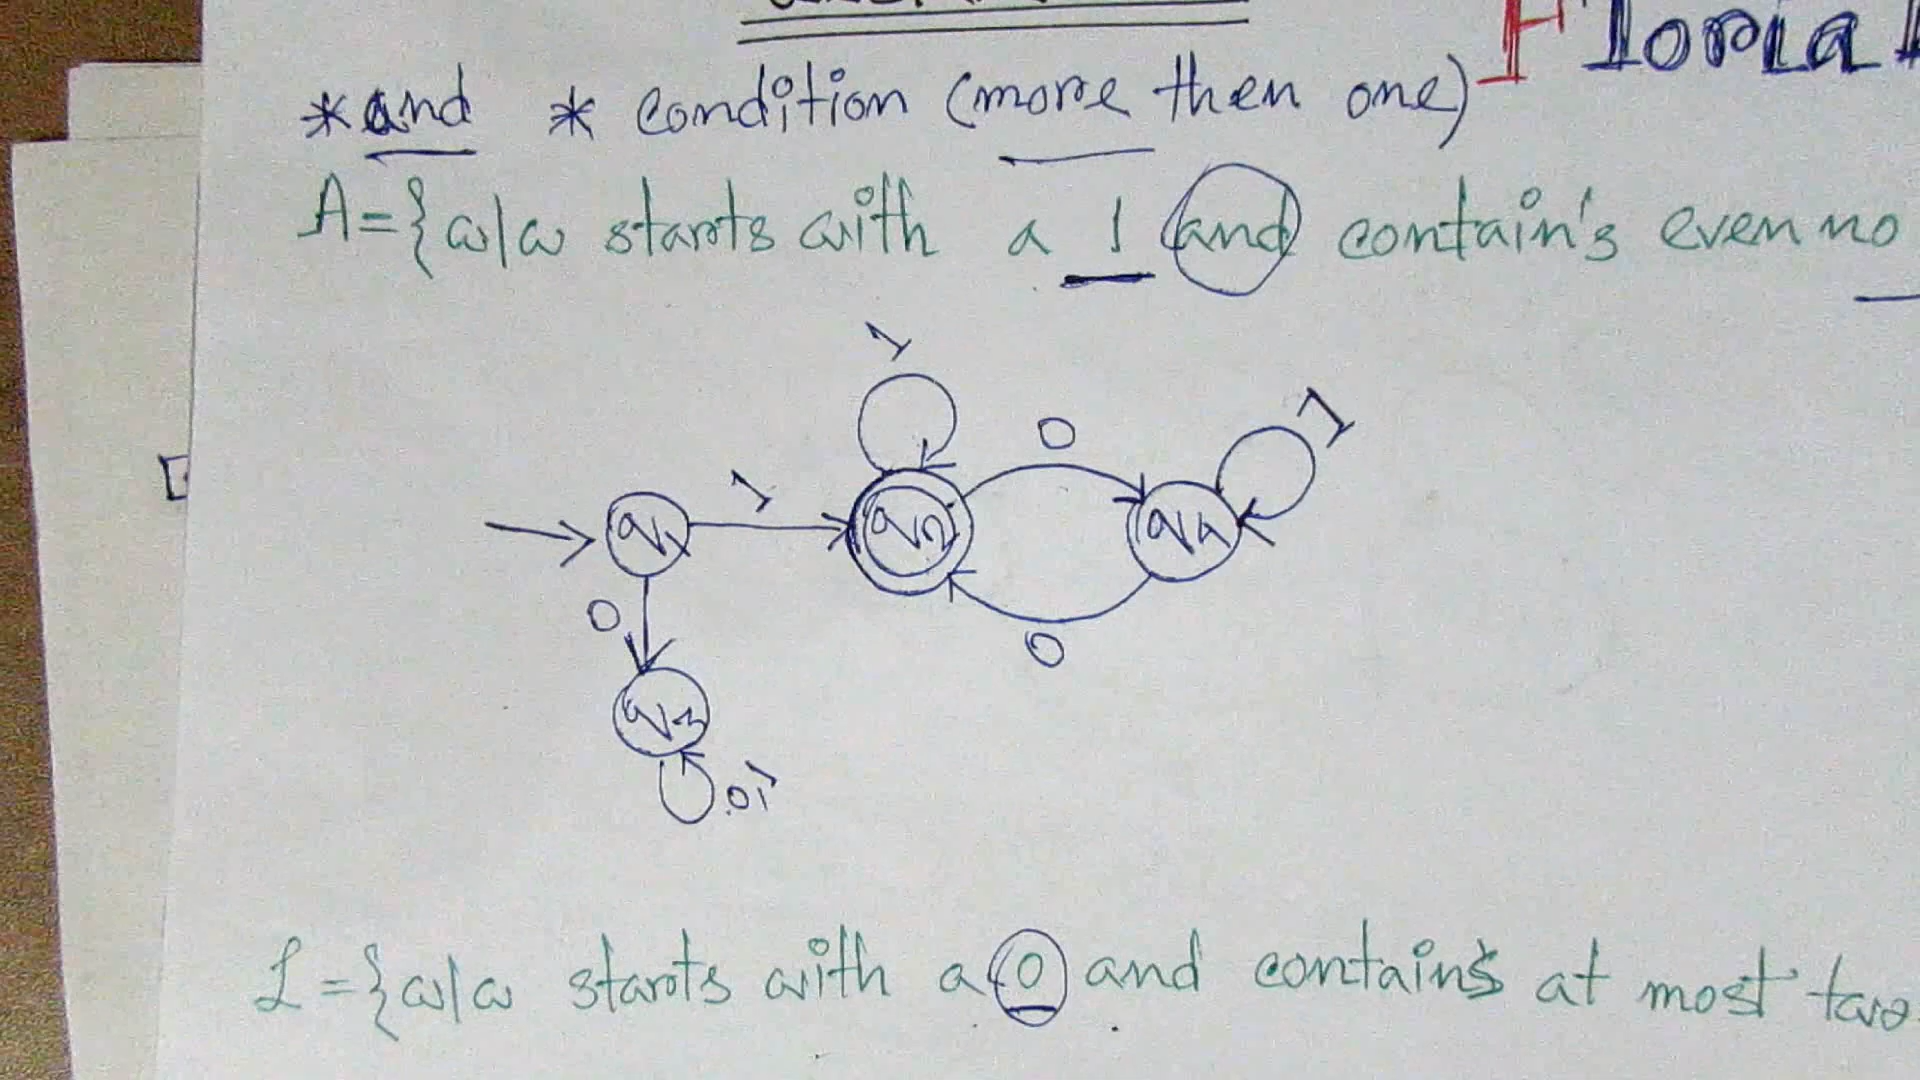 Floria
*and * condition (more then one)
A={w/w starts with a 1 and contain's even no
1
0
1
1
q1
q2
q4
0
0
q3
0,1
L={w/w starts with a 0 and contains at most two